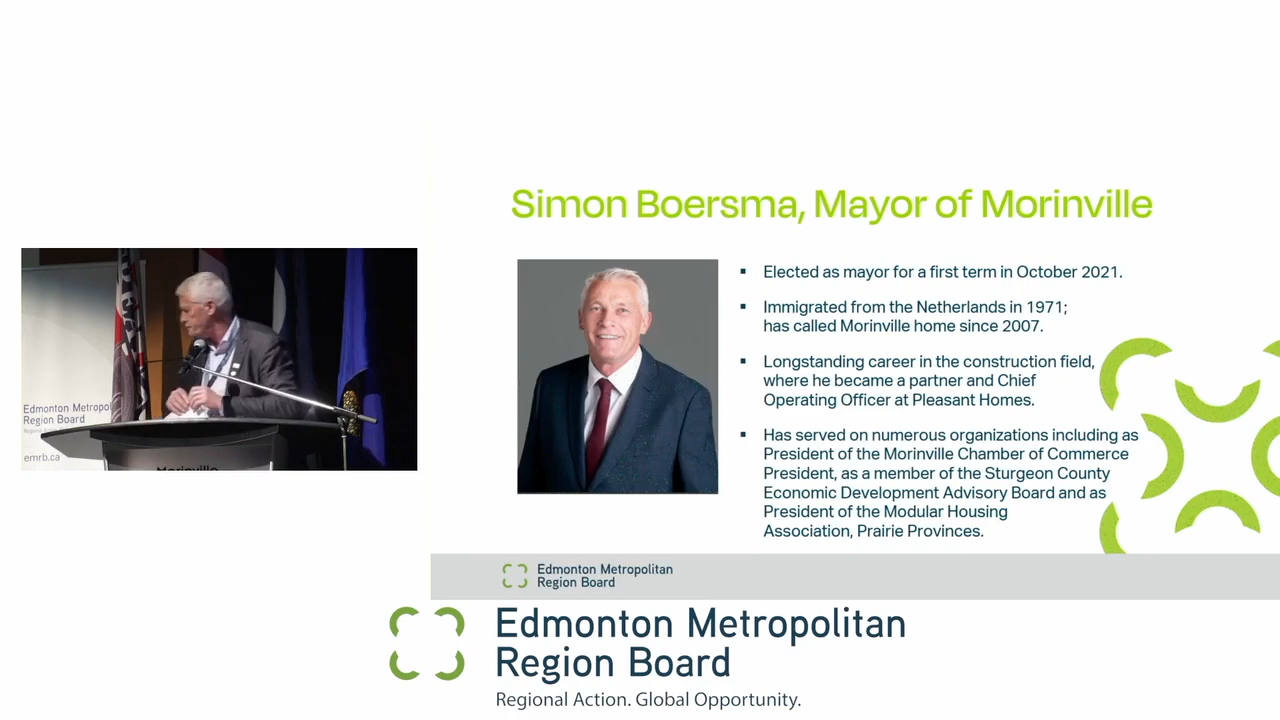 Simon Boersma, Mayor of Morinville
▪ Elected as mayor for a first term in October 2021.
▪ Immigrated from the Netherlands in 1971;
has called Morinville home since 2007.
▪ Longstanding career in the construction field,
where he became a partner and Chief
Operating Officer at Pleasant Homes.
▪ Has served on numerous organizations including as
President of the Morinville Chamber of Commerce
President, as a member of the Sturgeon County
Economic Development Advisory Board and as
President of the Modular Housing
Association, Prairie Provinces.
Edmonton Metropol
Region Board
emrb.ca
Morinville
Edmonton Metropolitan
Region Board
Edmonton Metropolitan
Region Board
Regional Action. Global Opportunity.